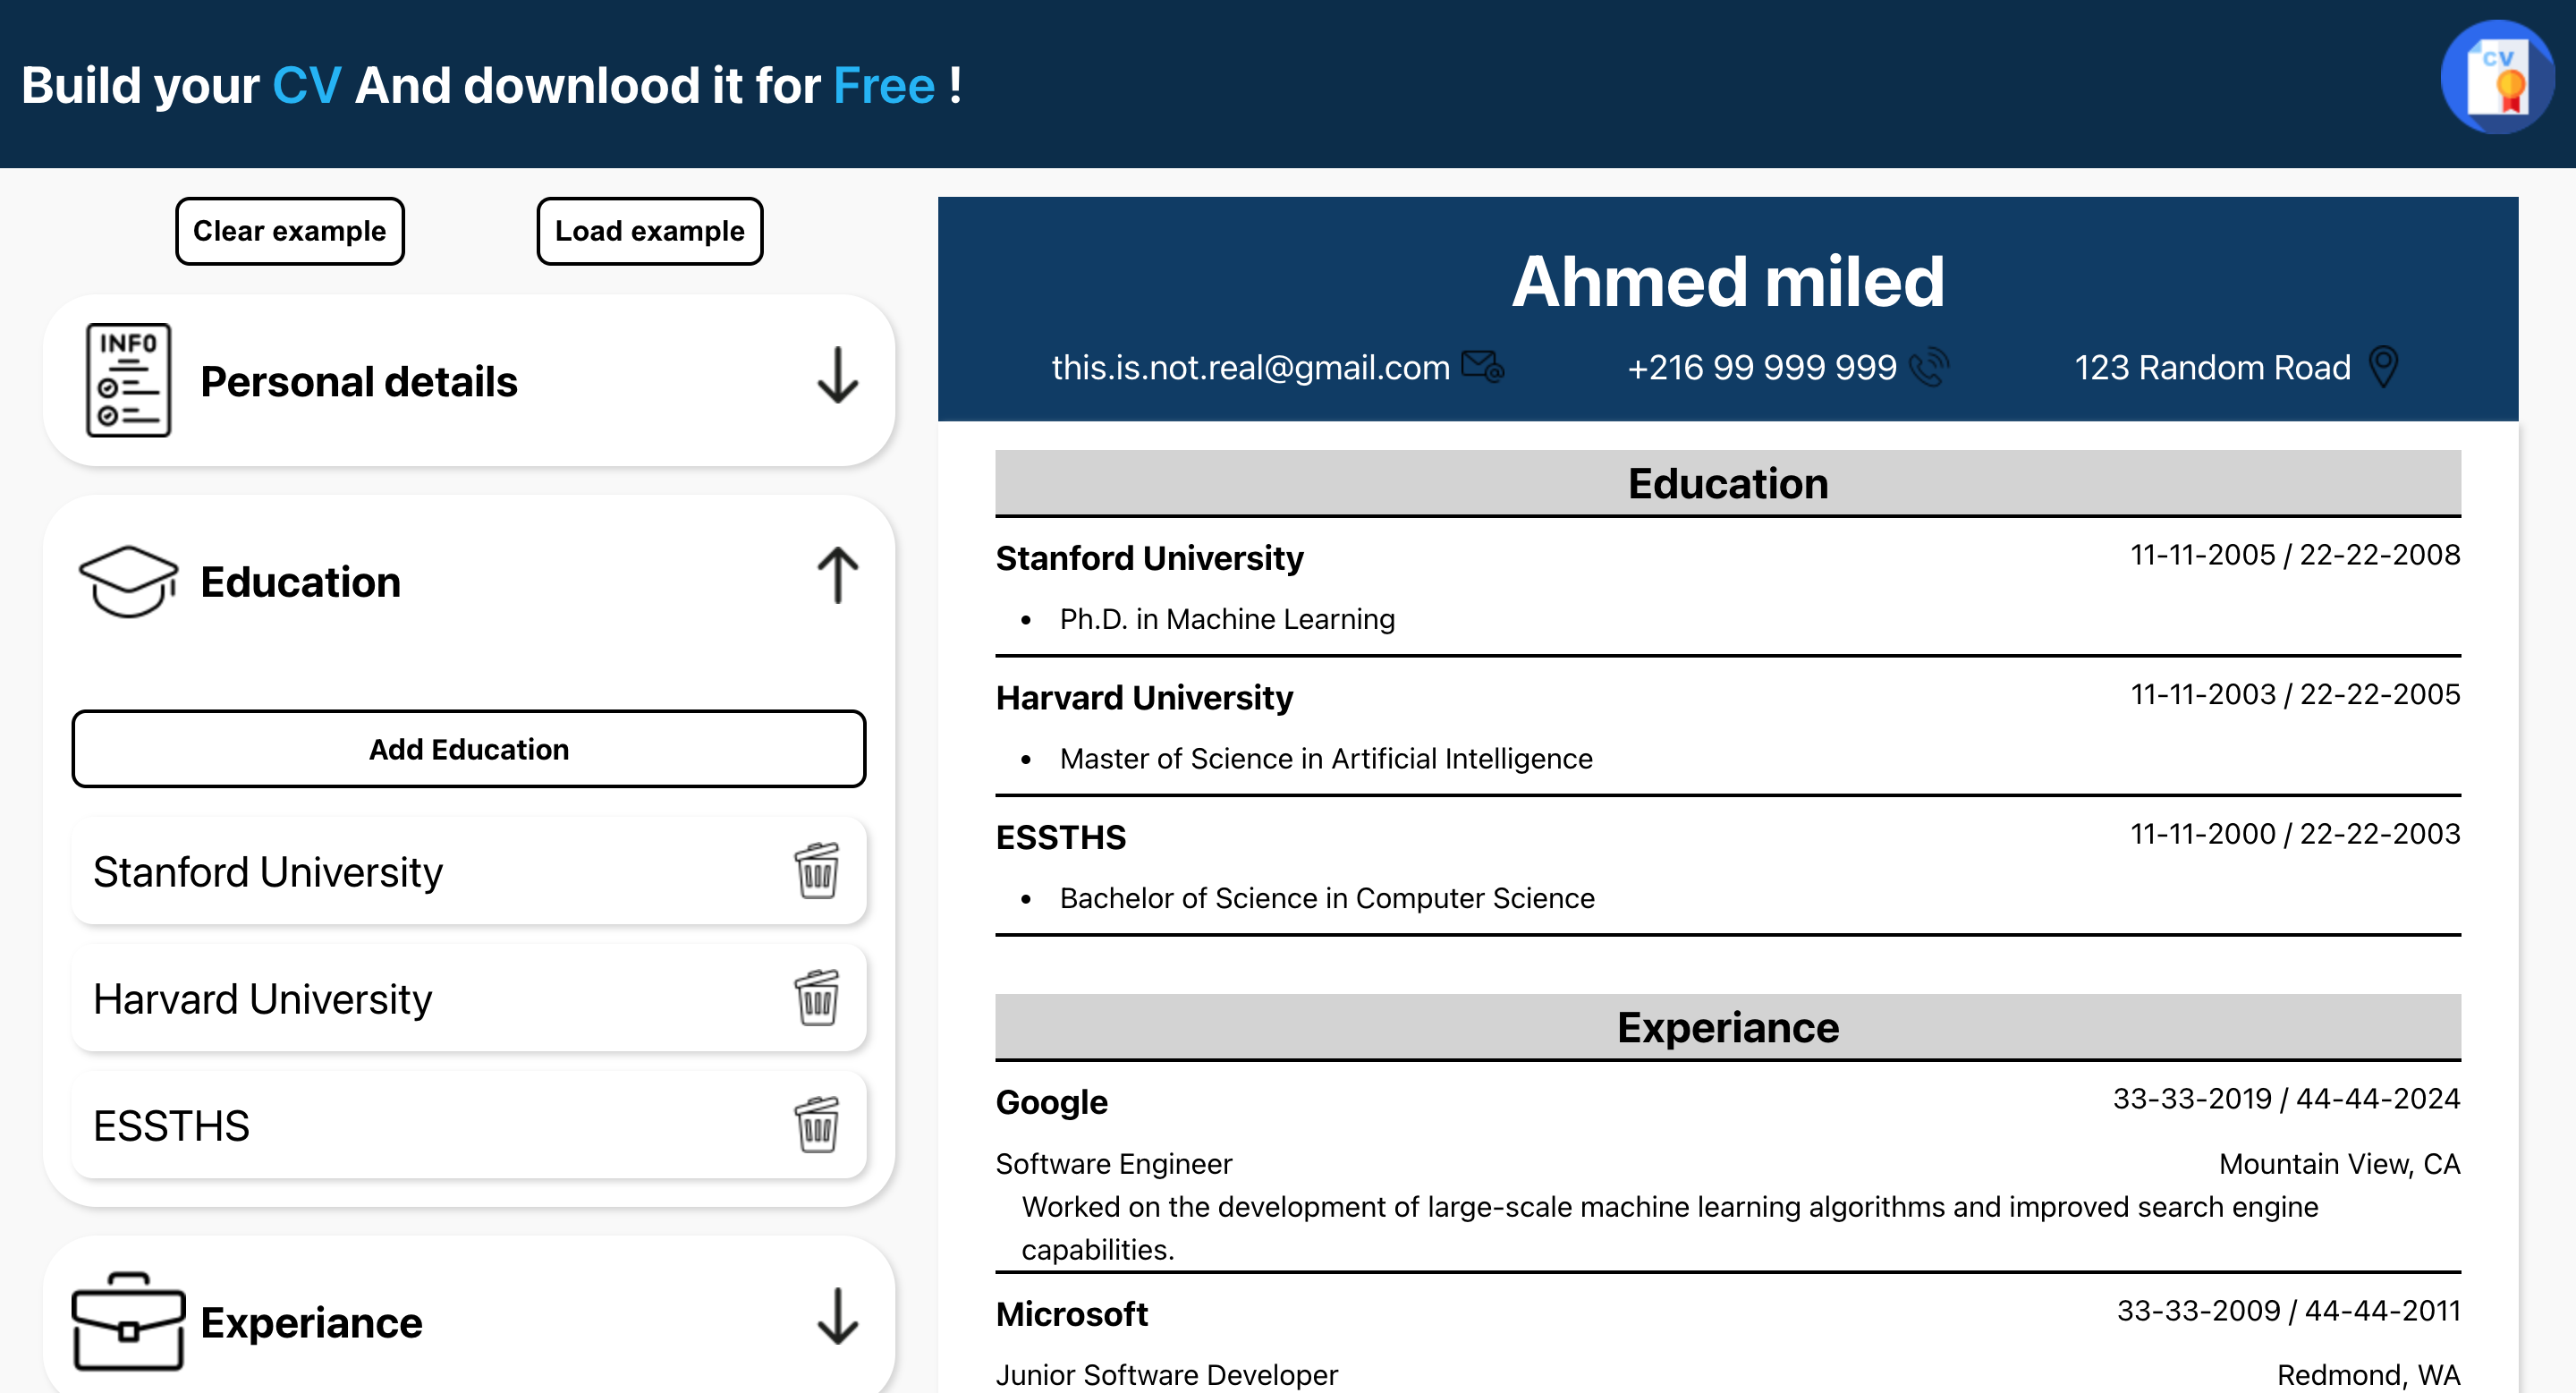 Build your CV And downlood it for Free !
CV
Clear example
Load example
INFO
Personal details
Education
Add Education
Stanford University
Harvard University
ESSTHS
Experiance
Ahmed miled
this.is.not.real@gmail.com
+216 99 999 999
123 Random Road
Education
Stanford University
11-11-2005 / 22-22-2008
• Ph.D. in Machine Learning
Harvard University
11-11-2003 / 22-22-2005
• Master of Science in Artificial Intelligence
ESSTHS
11-11-2000 / 22-22-2003
• Bachelor of Science in Computer Science
Experiance
Google
33-33-2019 / 44-44-2024
Software Engineer
Mountain View, CA
Worked on the development of large-scale machine learning algorithms and improved search engine
capabilities.
Microsoft
33-33-2009 / 44-44-2011
Junior Software Developer
Redmond, WA